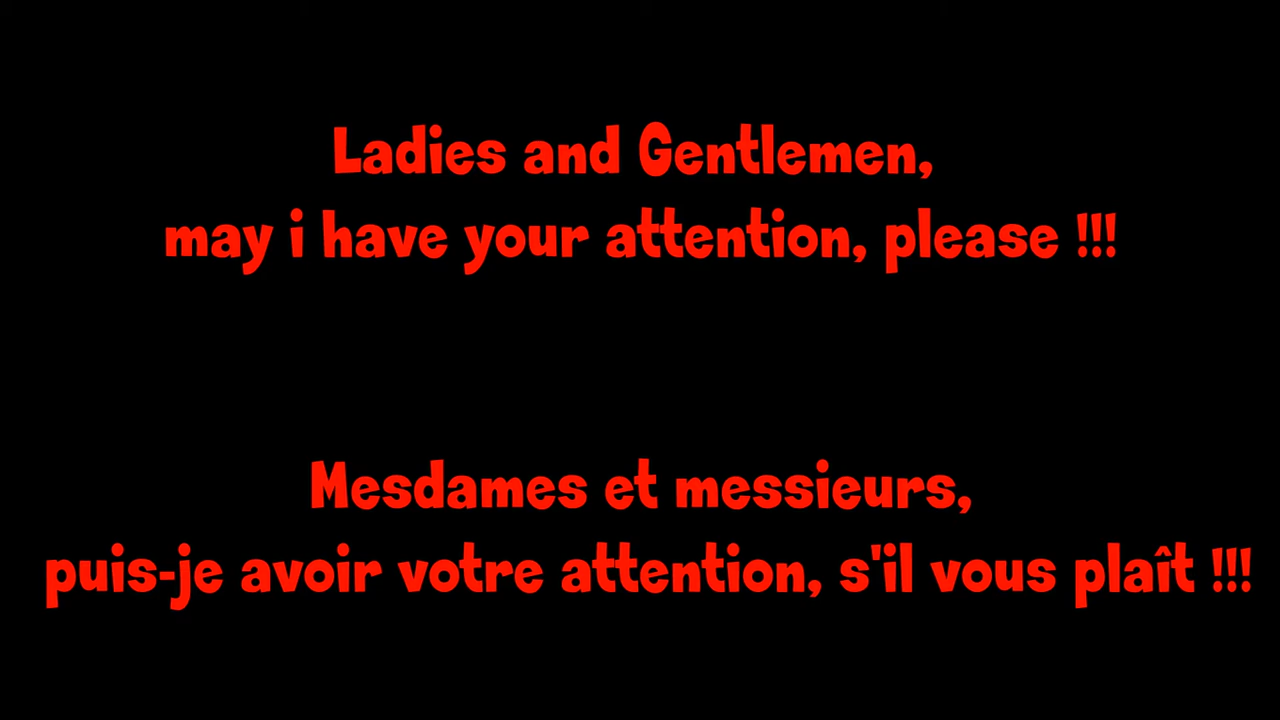 Ladies and Gentlemen,
may i have your attention, please !!!
Mesdames et messieurs,
puis-je avoir votre attention, s'il vous plaît !!!